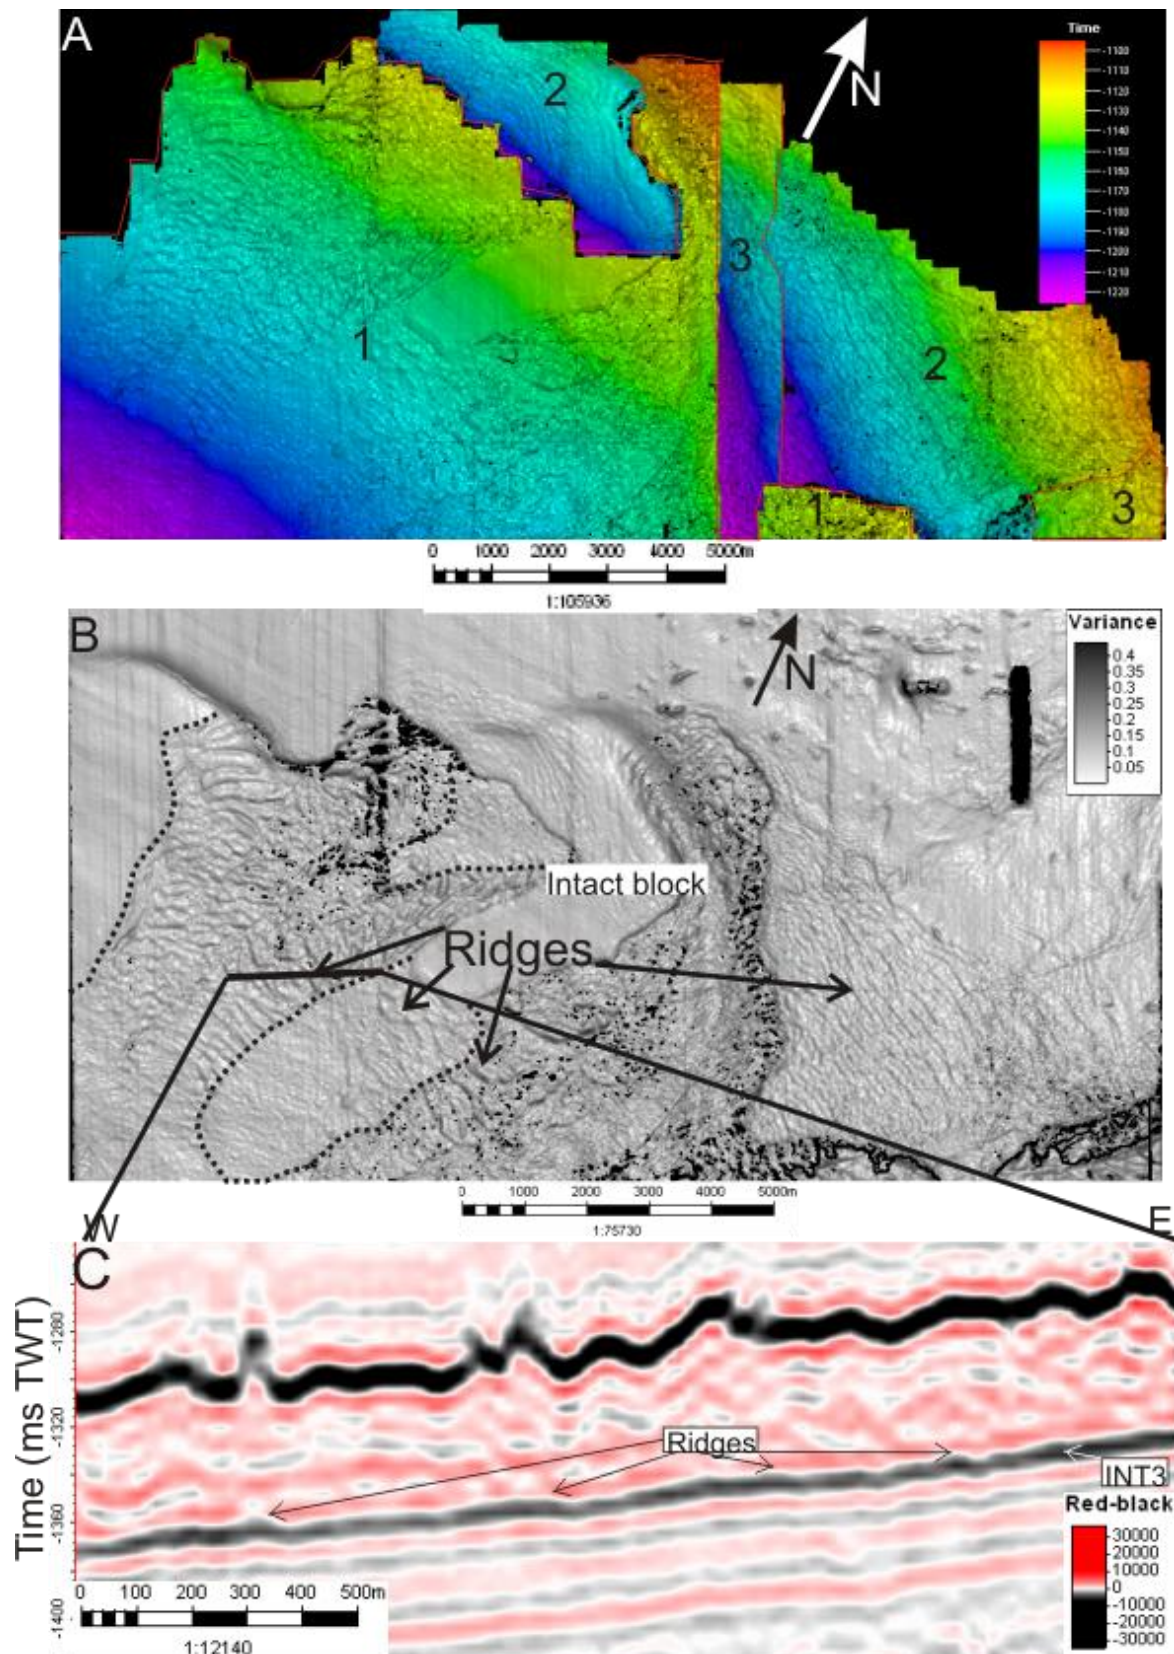 A
Time
-1100
-1110
-1120
-1130
-1140
-1150
-1160
-1170
-1180
-1190
-1200
-1210
-1220
N
2
3
1
2
1
3
0 1000 2000 3000 4000 5000m
1:105936
B
N
Variance
0.4
0.35
0.3
0.25
0.2
0.15
0.1
0.05
Intact block
Ridges
0 1000 2000 3000 4000 5000m
1:75730
W
E
C
Time (ms TWT)
-1280
-1320
-1360
-1400
Ridges
INT3
Red-black
30000
20000
10000
0
-10000
-20000
-30000
0 100 200 300 400 500m
1:12140